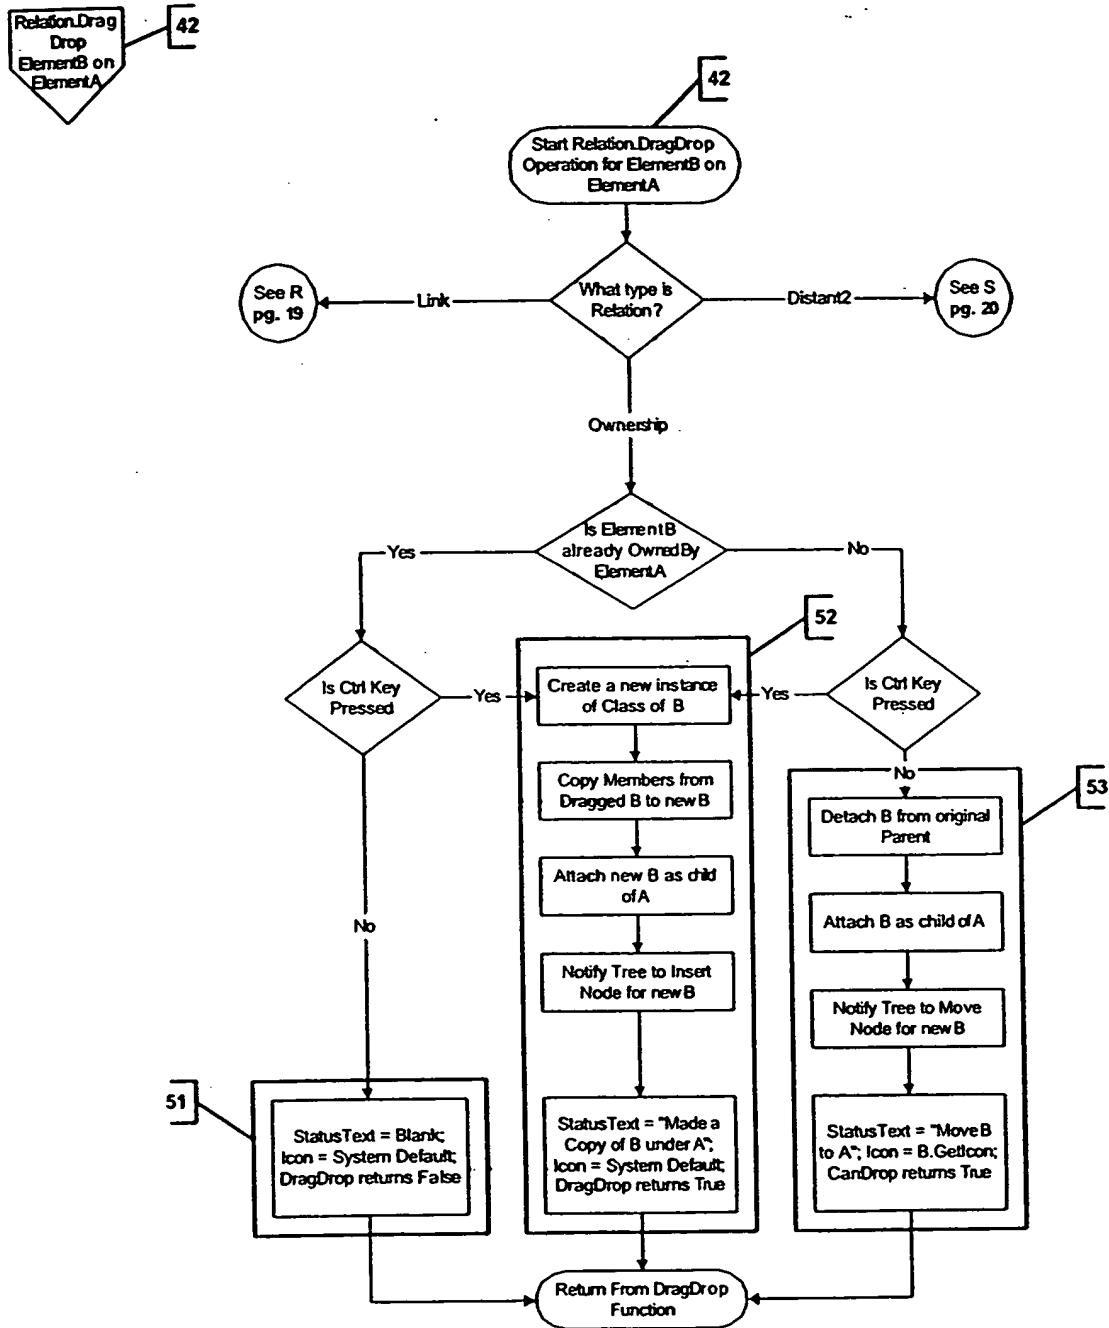 Relation.Drag
Drop
ElementB on
ElementA
42
42
Start Relation.DragDrop
Operation for ElementB on
ElementA
See R
pg. 19
Link
What type is
Relation?
Distant2
See S
pg. 20
Ownership
Is ElementB
already OwnedBy
ElementA
Yes
No
52
Is Ctrl Key
Pressed
Yes
Create a new instance
of Class of B
Yes
Is Ctrl Key
Pressed
No
53
Copy Members from
Dragged B to new B
Detach B from original
Parent
Attach new B as child
of A
Attach B as child of A
No
Notify Tree to Insert
Node for new B
Notify Tree to Move
Node for new B
51
StatusText = Blank;
Icon = System Default;
DragDrop returns False
StatusText = "Made a
Copy of B under A";
Icon = System Default;
DragDrop returns True
StatusText = "Move B
to A"; Icon = B.GetIcon;
CanDrop returns True
Return From DragDrop
Function